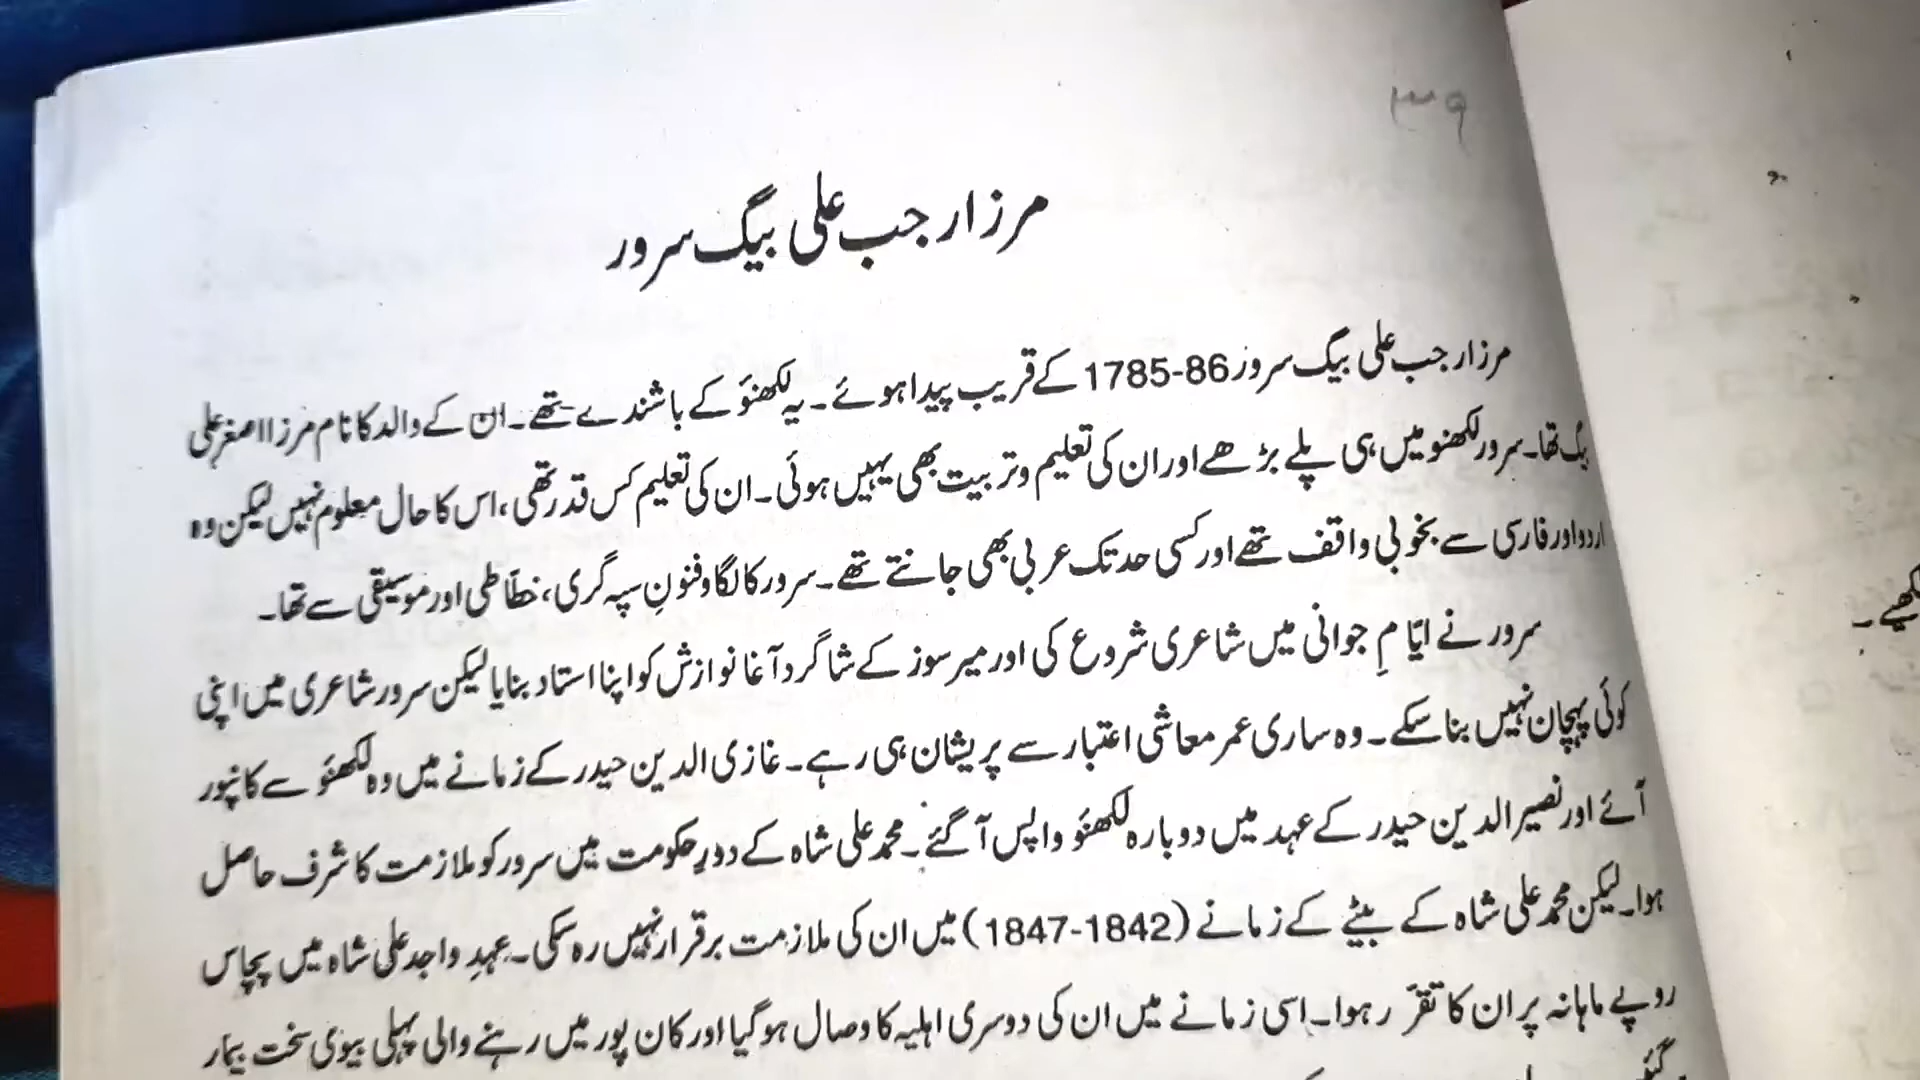 ۳۹
مرزا رجب علی بیگ سرور
مرزا رجب علی بیگ سرور 86-1785 کے قریب پیدا ہوئے۔ یہ لکھنؤ کے باشندے تھے۔ ان کے والد کا نام مرزا اصغر علی
بیگ تھا۔ سرور لکھنو میں ہی پلے بڑھے اور ان کی تعلیم و تربیت بھی یہیں ہوئی۔ ان کی تعلیم کس قدر تھی، اس کا حال معلوم نہیں لیکن وہ
اردو اور فارسی سے بخوبی واقف تھے اور کسی حد تک عربی بھی جانتے تھے۔ سرور کا لگاو فنونِ سپہ گری، خطّاطی اور موسیقی سے تھا۔
سرور نے ایّامِ جوانی میں شاعری شروع کی اور میر سوز کے شاگرد آغا نوازش کو اپنا استاد بنایا لیکن سرور شاعری میں اپنی
کوئی پہچان نہیں بنا سکے۔ وہ ساری عمر معاشی اعتبار سے پریشان ہی رہے۔ غازی الدین حیدر کے زمانے میں وہ لکھنؤ سے کانپور
آئے اور نصیر الدین حیدر کے عہد میں دوبارہ لکھنؤ واپس آ گئے۔ محمد علی شاہ کے دورِ حکومت میں سرور کو ملازمت کا شرف حاصل
ہوا۔ لیکن محمد علی شاہ کے بیٹے کے زمانے (1842-1847) میں ان کی ملازمت برقرار نہیں رہ سکی۔ عہدِ واجد علی شاہ میں پچاس
روپے ماہانہ پر ان کا تقرّر ہوا۔ اسی زمانے میں ان کی دوسری اہلیہ کا وصال ہو گیا اور کان پور میں رہنے والی پہلی بیوی سخت بیمار